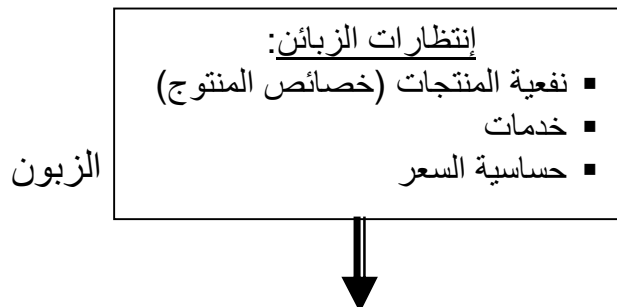 إنتظارات الزبائن:
▪ نفعية المنتجات (خصائص المنتوج)
▪ خدمات
▪ حساسية السعر
الزبون